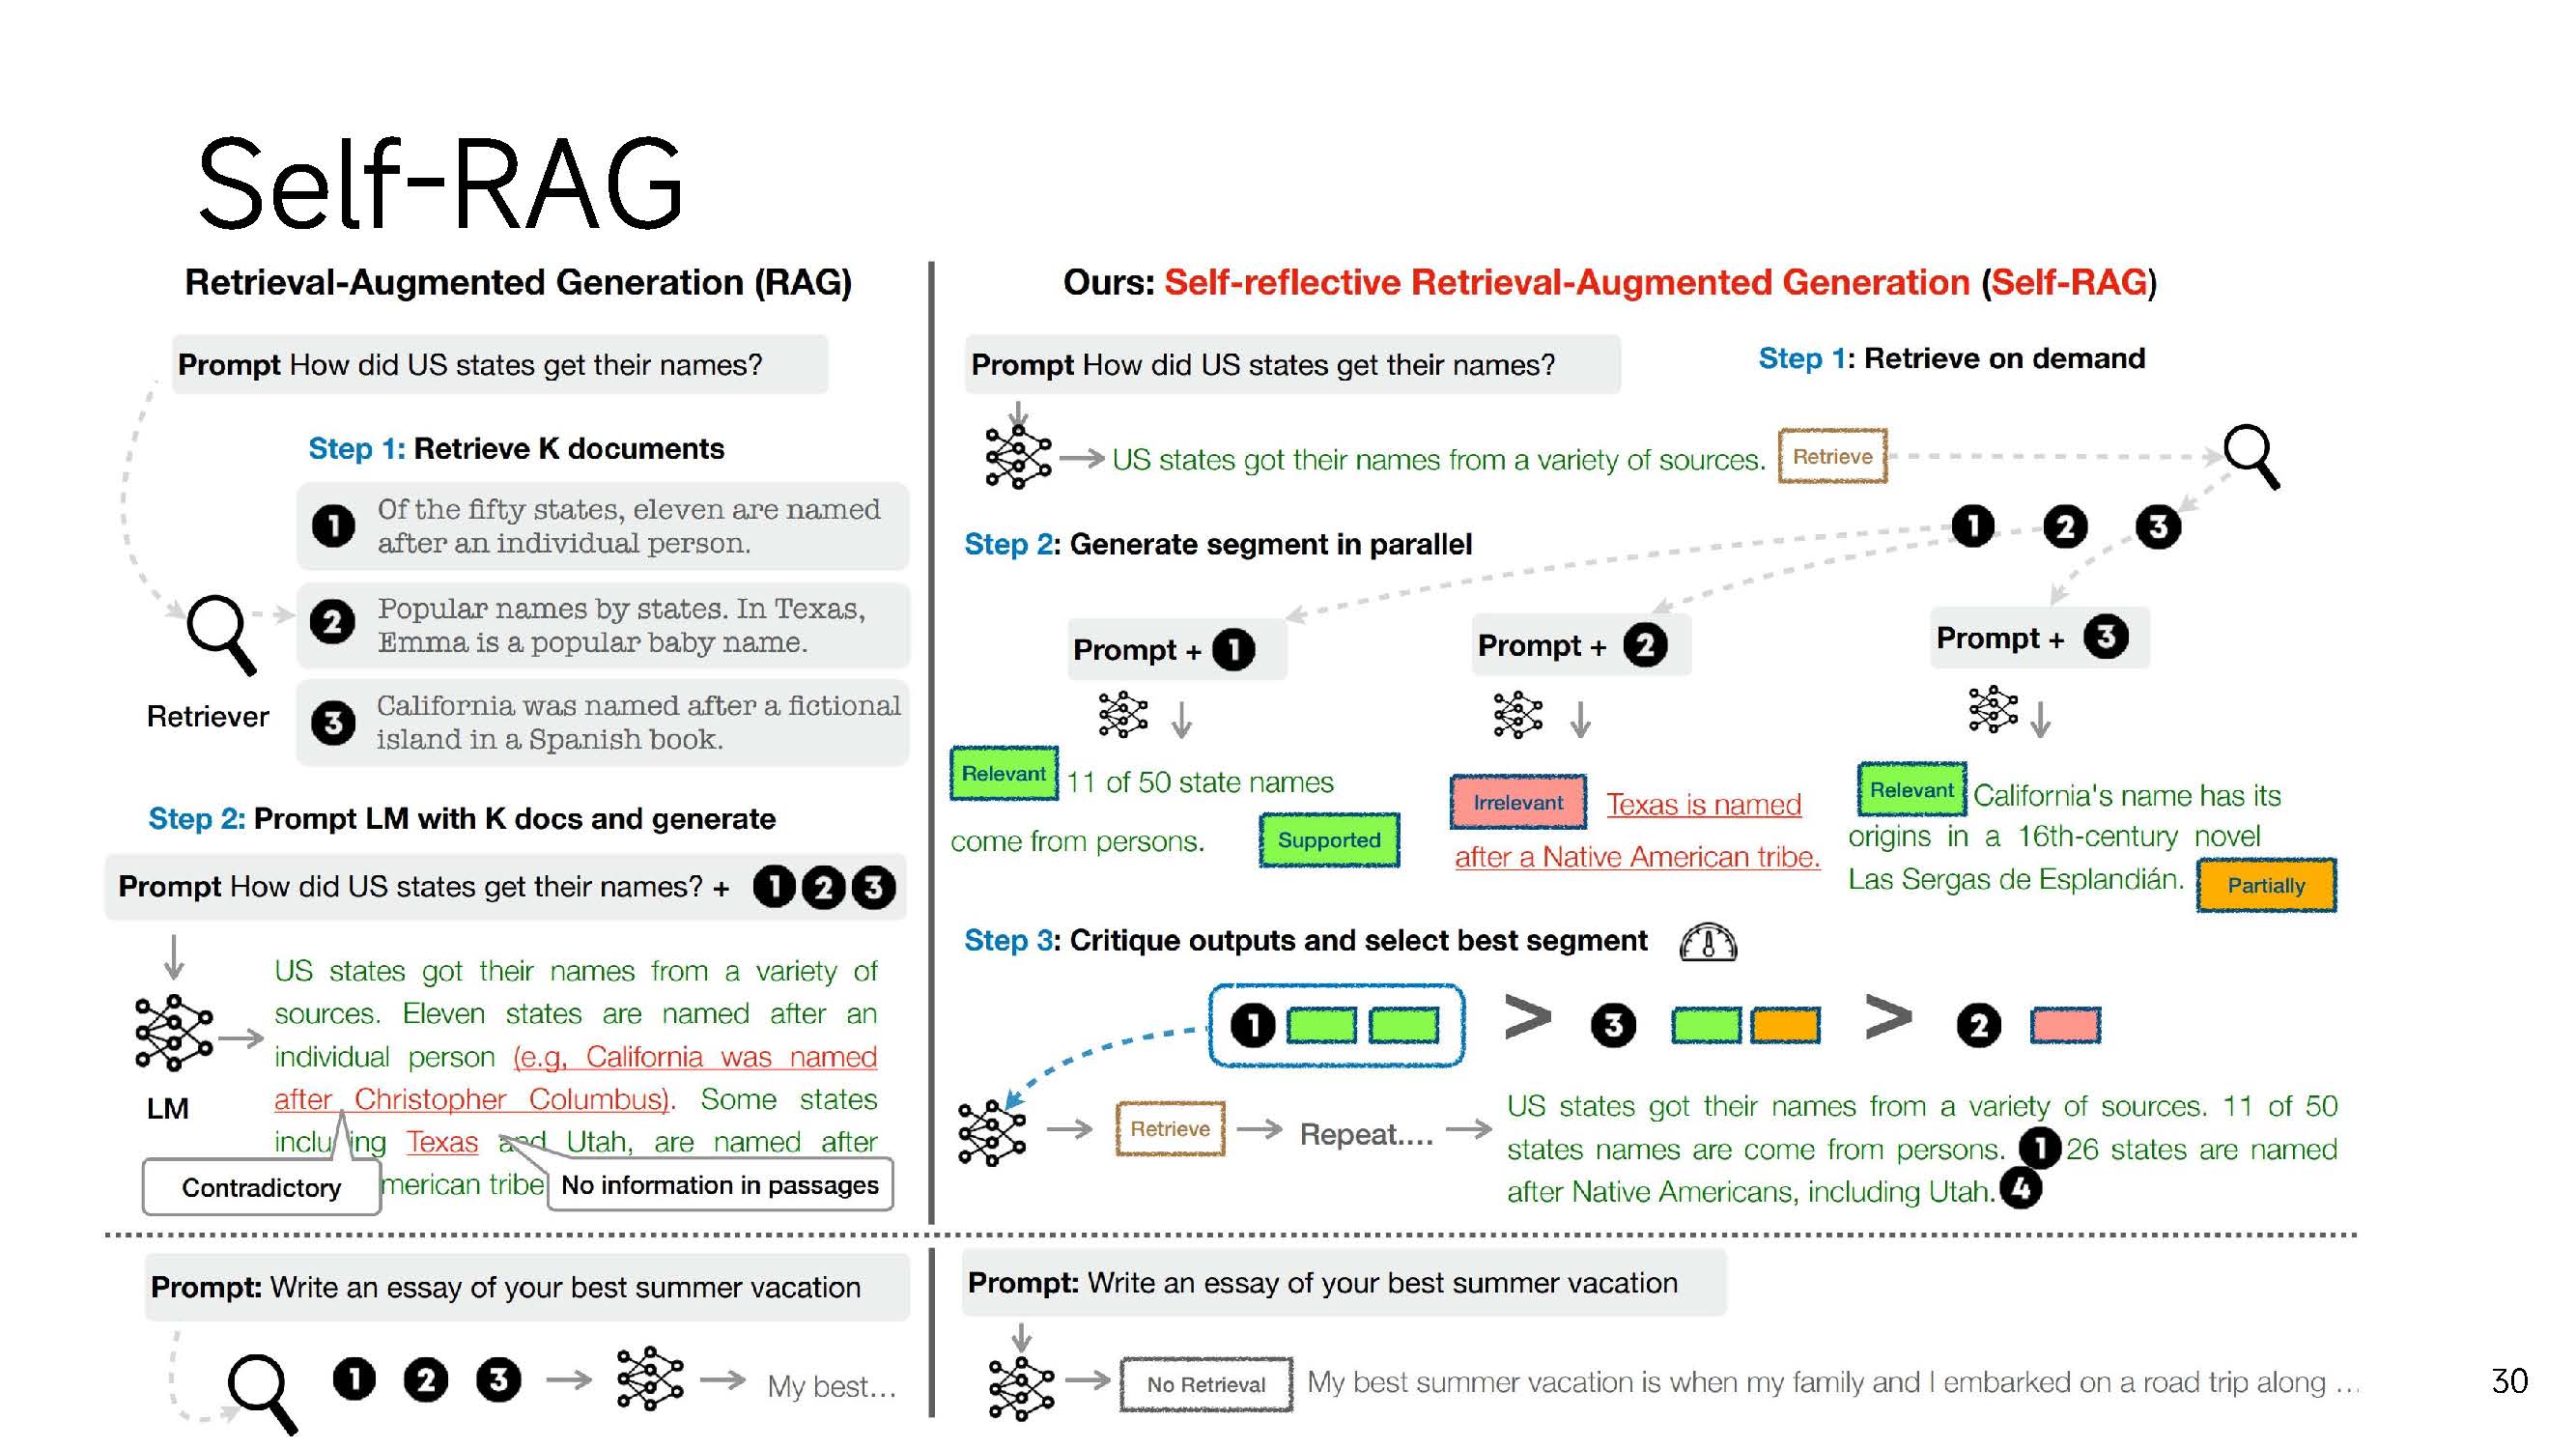 Self-RAG
Retrieval-Augmented Generation (RAG)
Prompt How did US states get their names?
Step 1: Retrieve K documents
1 Of the fifty states, eleven are named
after an individual person.
2 Popular names by states. In Texas,
Emma is a popular baby name.
Retriever
3 California was named after a fictional
island in a Spanish book.
Step 2: Prompt LM with K docs and generate
Prompt How did US states get their names? + 1 2 3
LM
US states got their names from a variety of
sources. Eleven states are named after an
individual person (e.g, California was named
after Christopher Columbus). Some states
including Texas and Utah, are named after
merican tribe
Contradictory
No information in passages
Prompt: Write an essay of your best summer vacation
1 2 3
My best...
Ours: Self-reflective Retrieval-Augmented Generation (Self-RAG)
Prompt How did US states get their names?
Step 1: Retrieve on demand
US states got their names from a variety of sources. Retrieve
1 2 3
Step 2: Generate segment in parallel
Prompt + 1
Prompt + 2
Prompt + 3
Relevant 11 of 50 state names
come from persons. Supported
Irrelevant Texas is named
after a Native American tribe.
Relevant California's name has its
origins in a 16th-century novel
Las Sergas de Esplandián. Partially
Step 3: Critique outputs and select best segment
1 > 3 > 2
Retrieve Repeat....
US states got their names from a variety of sources. 11 of 50
states names are come from persons. 1 26 states are named
after Native Americans, including Utah. 4
Prompt: Write an essay of your best summer vacation
No Retrieval My best summer vacation is when my family and I embarked on a road trip along ...
30